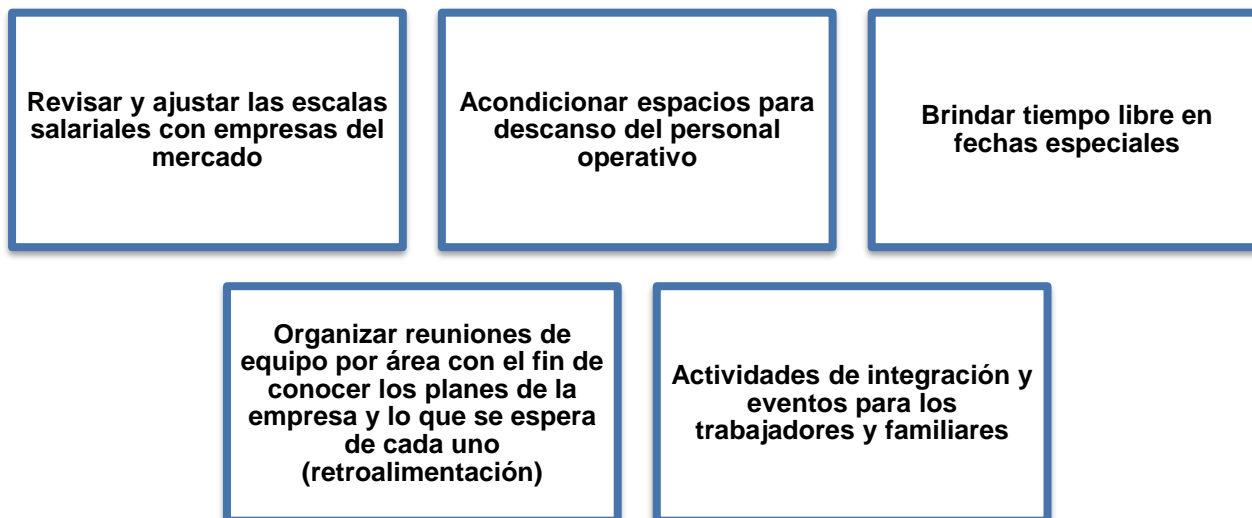 Revisar y ajustar las escalas
salariales con empresas del
mercado
Acondicionar espacios para
descanso del personal
operativo
Brindar tiempo libre en
fechas especiales
Organizar reuniones de
equipo por área con el fin de
conocer los planes de la
empresa y lo que se espera
de cada uno
(retroalimentación)
Actividades de integración y
eventos para los
trabajadores y familiares